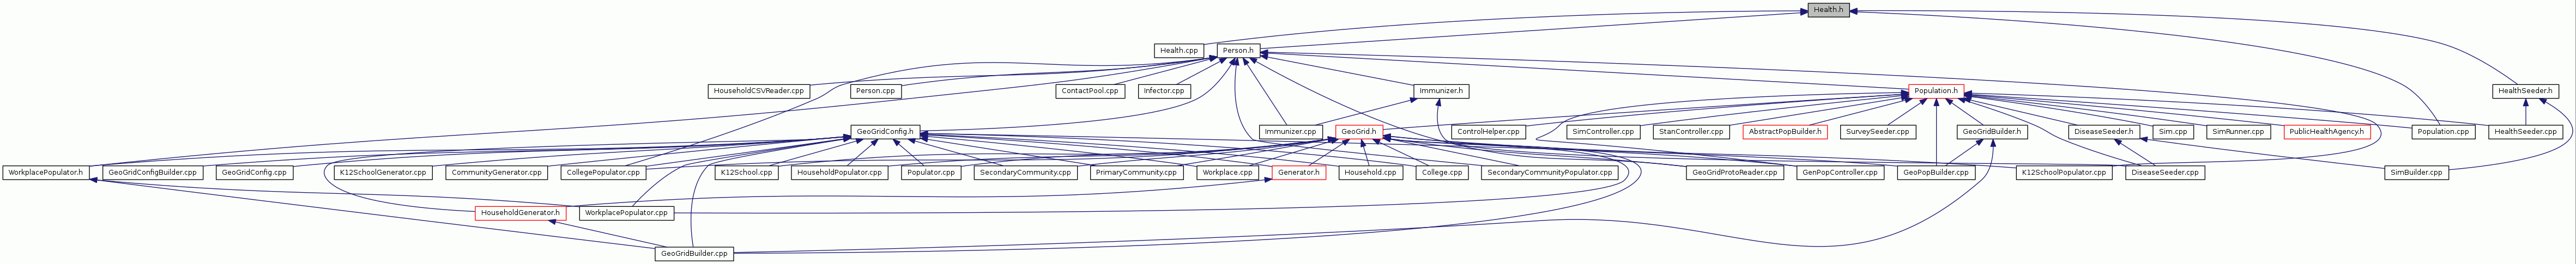 Health.h
Health.cpp
Person.h
HouseholdCSVReader.cpp
Person.cpp
ContactPool.cpp
Infector.cpp
Immunizer.h
Population.h
HealthSeeder.h
GeoGridConfig.h
Immunizer.cpp
GeoGrid.h
ControlHelper.cpp
SimController.cpp
StanController.cpp
AbstractPopBuilder.h
SurveySeeder.cpp
GeoGridBuilder.h
DiseaseSeeder.h
Sim.cpp
SimRunner.cpp
PublicHealthAgency.h
Population.cpp
HealthSeeder.cpp
WorkplacePopulator.h
GeoGridConfigBuilder.cpp
GeoGridConfig.cpp
K12SchoolGenerator.cpp
CommunityGenerator.cpp
CollegePopulator.cpp
K12School.cpp
HouseholdPopulator.cpp
Populator.cpp
SecondaryCommunity.cpp
PrimaryCommunity.cpp
Workplace.cpp
Generator.h
Household.cpp
College.cpp
SecondaryCommunityPopulator.cpp
GeoGridProtoReader.cpp
GenPopController.cpp
GeoPopBuilder.cpp
K12SchoolPopulator.cpp
DiseaseSeeder.cpp
SimBuilder.cpp
HouseholdGenerator.h
WorkplacePopulator.cpp
GeoGridBuilder.cpp